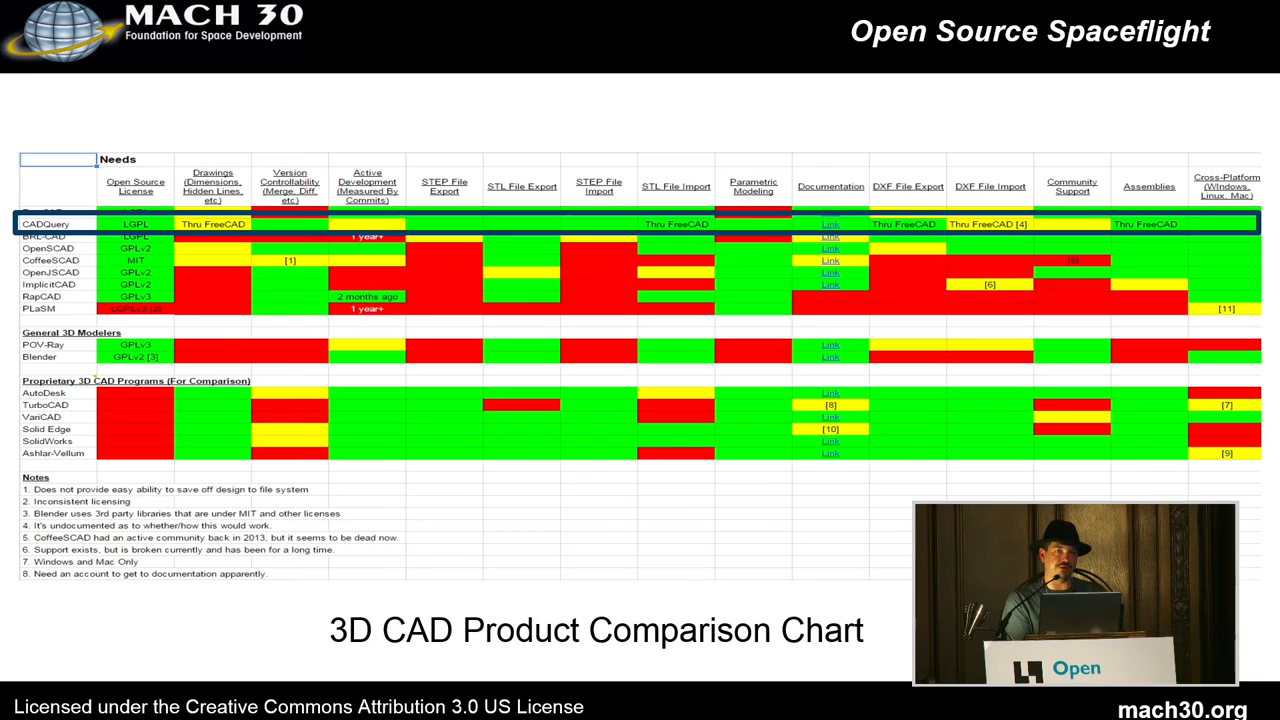 MACH 30
Foundation for Space Development
Open Source Spaceflight
Needs
Open Source License
Drawings (Dimensions, Hidden Lines, etc)
Version Controllability (Merge, Diff, etc)
Active Development (Measured By Commits)
STEP File Export
STL File Export
STEP File Import
STL File Import
Parametric Modeling
Documentation
DXF File Export
DXF File Import
Community Support
Assemblies
Cross-Platform (Windows, Linux, Mac)
CADQuery LGPL Thru FreeCAD Thru FreeCAD Link Thru FreeCAD Thru FreeCAD [4] Thru FreeCAD
BRL-CAD LGPL 1 year+ Link
OpenSCAD GPLv2 Link
CoffeeSCAD MIT [1] Link [5]
OpenJSCAD GPLv2 Link
ImplicitCAD GPLv2 Link [6]
RapCAD GPLv3 2 months ago
PLaSM LGPLv3 [2] 1 year+ [11]
General 3D Modelers
POV-Ray GPLv3 Link
Blender GPLv2 [3] Link
Proprietary 3D CAD Programs (For Comparison)
AutoDesk Link
TurboCAD [8] [7]
VariCAD Link
Solid Edge [10]
SolidWorks Link
Ashlar-Vellum Link [9]
Notes
1. Does not provide easy ability to save off design to file system
2. Inconsistent licensing
3. Blender uses 3rd party libraries that are under MIT and other licenses
4. It's undocumented as to whether/how this would work.
5. CoffeeSCAD had an active community back in 2013, but it seems to be dead now.
6. Support exists, but is broken currently and has been for a long time.
7. Windows and Mac Only
8. Need an account to get to documentation apparently.
3D CAD Product Comparison Chart
Open
Licensed under the Creative Commons Attribution 3.0 US License
mach30.org